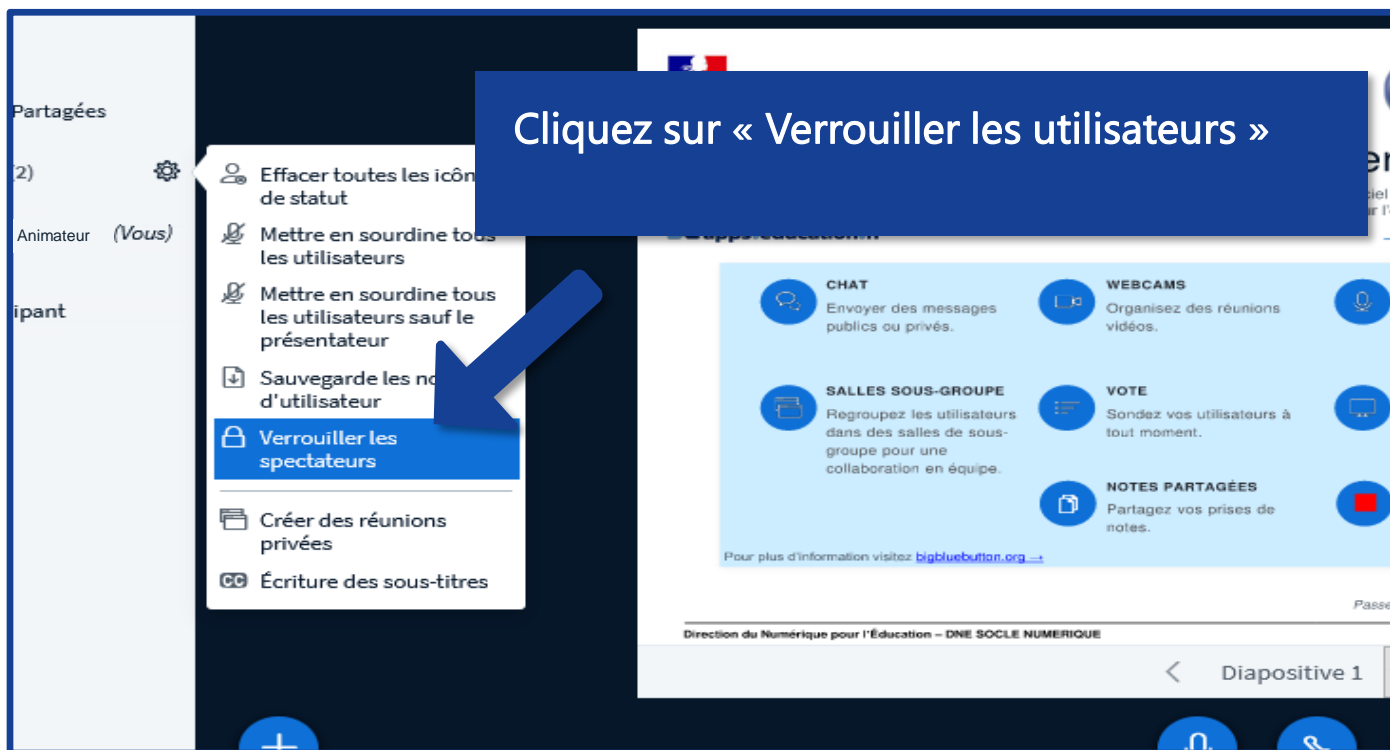 Cliquez sur « Verrouiller les utilisateurs »
Partagées
2)
Animateur (Vous)
ipant
Effacer toutes les icôn
de statut
Mettre en sourdine tous
les utilisateurs
Mettre en sourdine tous
les utilisateurs sauf le
présentateur
Sauvegarde les no
d'utilisateur
Verrouiller les
spectateurs
Créer des réunions
privées
CC Écriture des sous-titres
er
iel
CHAT
Envoyer des messages
publics ou privés.
WEBCAMS
Organisez des réunions
vidéos.
SALLES SOUS-GROUPE
Regroupez les utilisateurs
dans des salles de sous-
groupe pour une
collaboration en équipe.
VOTE
Sondez vos utilisateurs à
tout moment.
NOTES PARTAGÉES
Partagez vos prises de
notes.
Pour plus d'information visitez bigbluebutton.org →
Passe
Direction du Numérique pour l'Éducation – DNE SOCLE NUMERIQUE
Diapositive 1